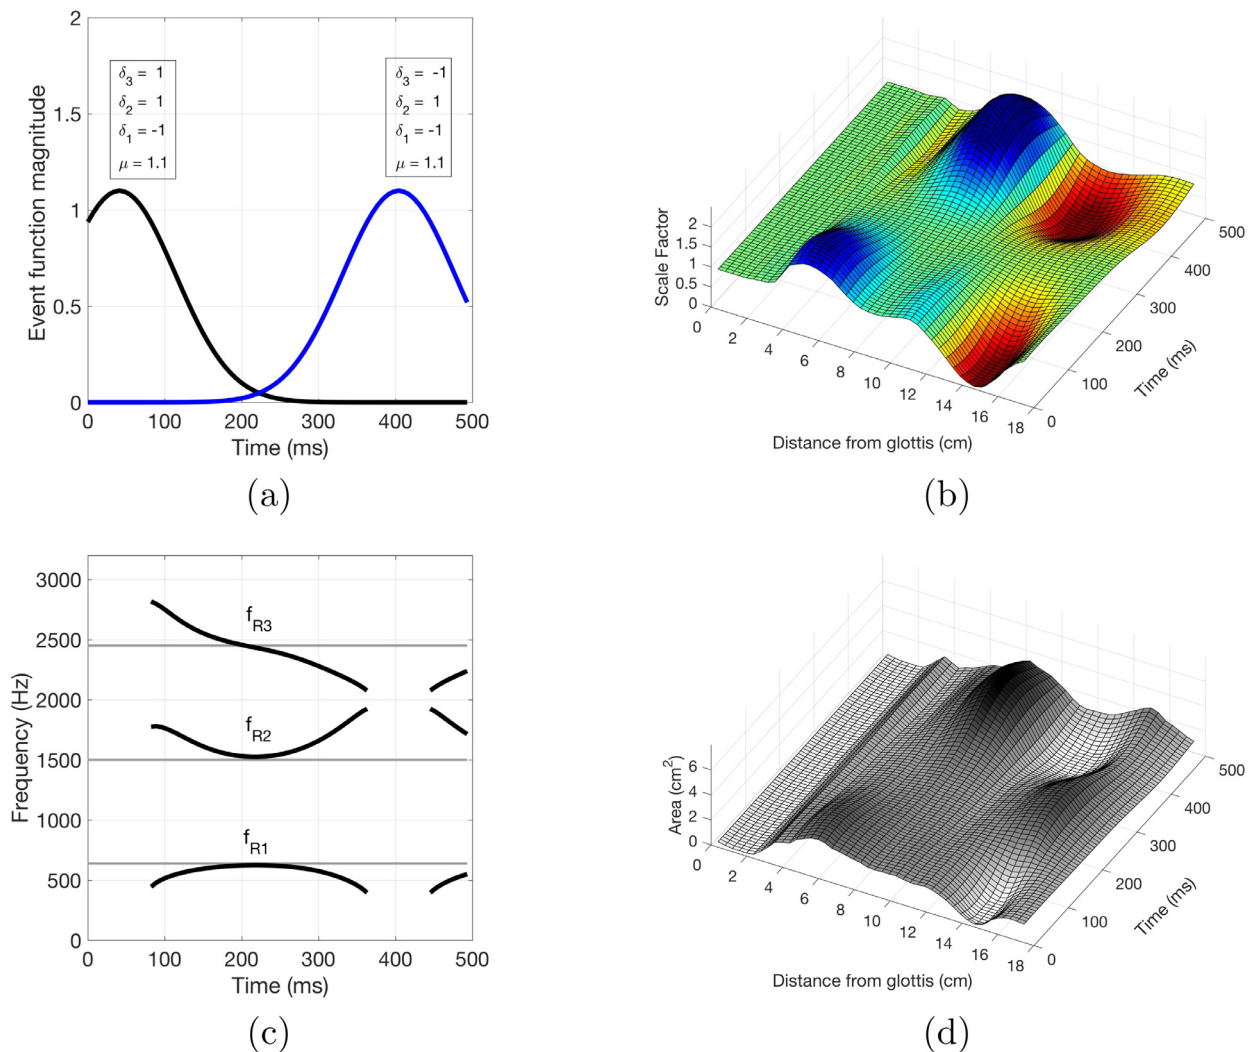 2
1.5
1
0.5
0
Event function magnitude
δ3 = 1
δ2 = 1
δ1 = -1
μ = 1.1
δ3 = -1
δ2 = 1
δ1 = -1
μ = 1.1
0 100 200 300 400 500
Time (ms)
(a)
Scale Factor
2
1.5
1
0.5
0
0 2 4 6 8 10 12 14 16 18
Distance from glottis (cm)
0 100 200 300 400 500
Time (ms)
(b)
3000
2500
2000
1500
1000
500
0
Frequency (Hz)
fR3
fR2
fR1
0 100 200 300 400 500
Time (ms)
(c)
Area (cm2)
6
4
2
0
0 2 4 6 8 10 12 14 16 18
Distance from glottis (cm)
0 100 200 300 400 500
Time (ms)
(d)